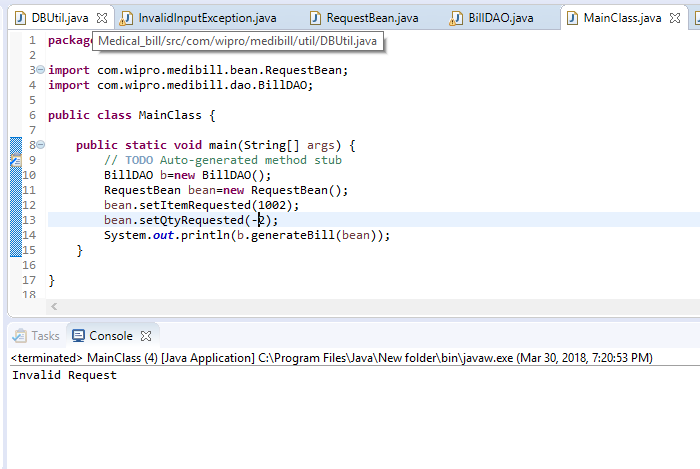 DBUtil.java InvalidInputException.java RequestBean.java BillDAO.java MainClass.java
Medical_bill/src/com/wipro/medibill/util/DBUtil.java
1 packag
2
3 import com.wipro.medibill.bean.RequestBean;
4 import com.wipro.medibill.dao.BillDAO;
5
6 public class MainClass {
7
8 public static void main(String[] args) {
9 // TODO Auto-generated method stub
10 BillDAO b=new BillDAO();
11 RequestBean bean=new RequestBean();
12 bean.setItemRequested(1002);
13 bean.setQtyRequested(-2);
14 System.out.println(b.generateBill(bean));
15 }
16
17 }
18
Tasks Console
<terminated> MainClass (4) [Java Application] C:\Program Files\Java\New folder\bin\javaw.exe (Mar 30, 2018, 7:20:53 PM)
Invalid Request